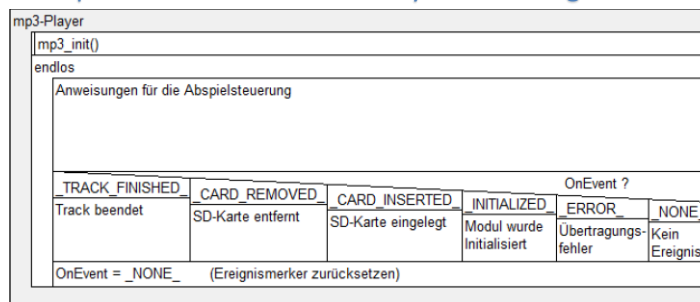 mp3-Player
mp3_init()
endlos
Anweisungen für die Abspielsteuerung
OnEvent ?
_TRACK_FINISHED_ _CARD_REMOVED_ _CARD_INSERTED_ _INITIALIZED_ _ERROR_ _NONE_
Track beendet
SD-Karte entfernt
SD-Karte eingelegt
Modul wurde
Initialisiert
Übertragungs-
fehler
Kein
Ereignis
OnEvent = _NONE_ (Ereignismerker zurücksetzen)